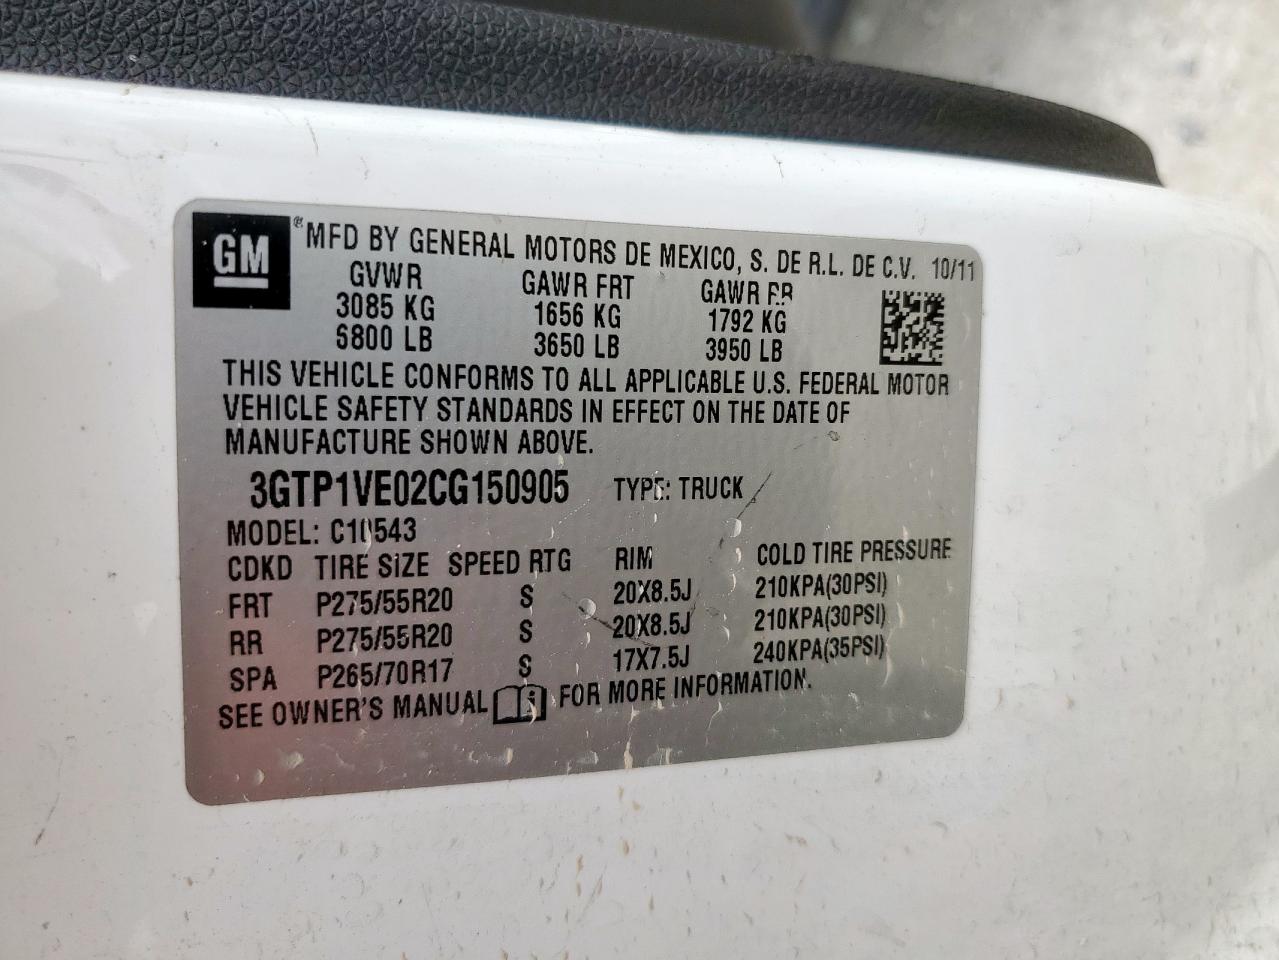 GM ® MFD BY GENERAL MOTORS DE MEXICO, S. DE R.L. DE C.V. 10/11
GVWR GAWR FRT GAWR RR
3085 KG 1656 KG 1792 KG
6800 LB 3650 LB 3950 LB
THIS VEHICLE CONFORMS TO ALL APPLICABLE U.S. FEDERAL MOTOR
VEHICLE SAFETY STANDARDS IN EFFECT ON THE DATE OF
MANUFACTURE SHOWN ABOVE.
3GTP1VE02CG150905 TYPE: TRUCK
MODEL: C10543
CDKD TIRE SIZE SPEED RTG RIM COLD TIRE PRESSURE
FRT P275/55R20 S 20X8.5J 210KPA(30PSI)
RR P275/55R20 S 20X8.5J 210KPA(30PSI)
SPA P265/70R17 S 17X7.5J 240KPA(35PSI)
SEE OWNER'S MANUAL FOR MORE INFORMATION.